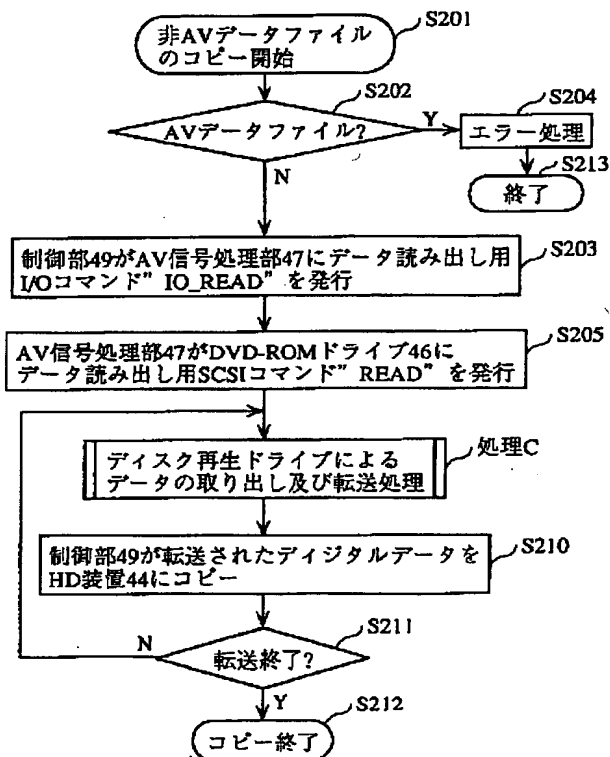 非AVデータファイル
のコピー開始
S201
S202
AVデータファイル?
Y
S204
エラー処理
S213
終了
N
制御部49がAV信号処理部47にデータ読み出し用
I/Oコマンド”IO_READ”を発行
S203
AV信号処理部47がDVD-ROMドライブ46に
データ読み出し用SCSIコマンド”READ”を発行
S205
ディスク再生ドライブによる
データの取り出し及び転送処理
処理C
制御部49が転送されたディジタルデータを
HD装置44にコピー
S210
N
転送終了?
S211
Y
コピー終了
S212